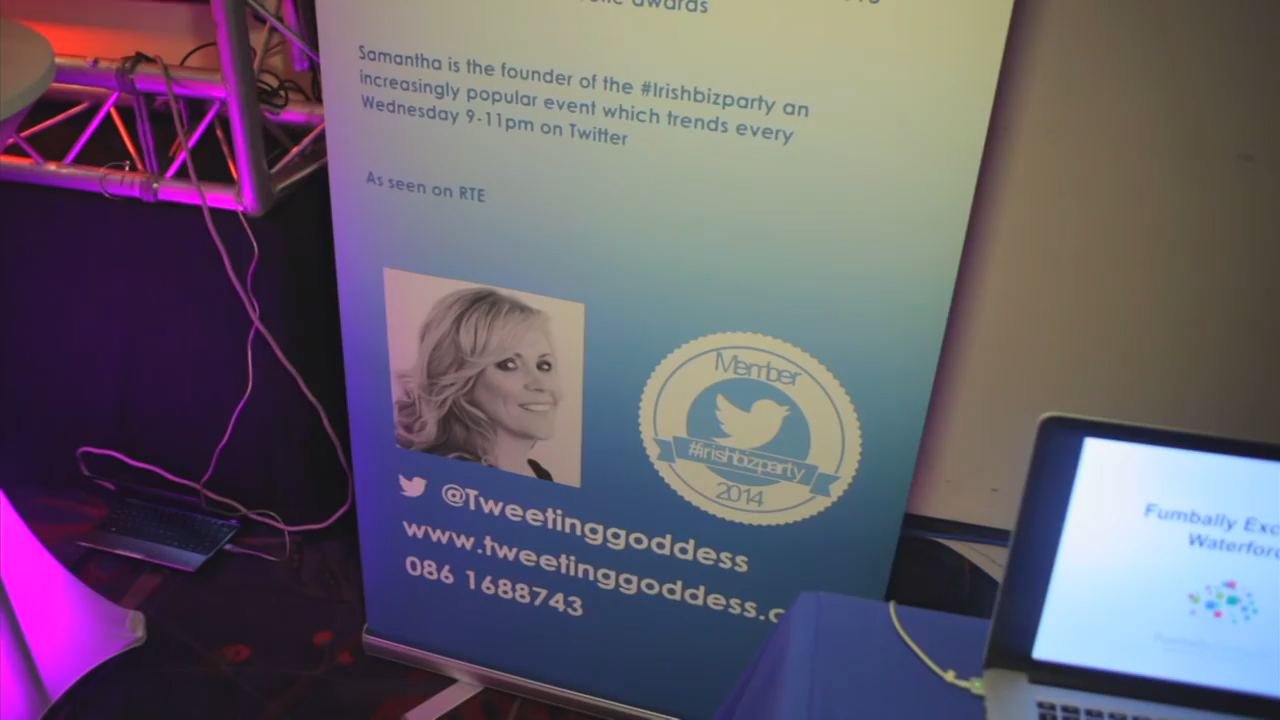 awards
Samantha is the founder of the #Irishbizparty an
increasingly popular event which trends every
Wednesday 9-11pm on Twitter
As seen on RTE
Member
#irishbizparty
2014
@Tweetinggoddess
www.tweetinggoddess.c
086 1688743
Fumbally Exc
Waterford